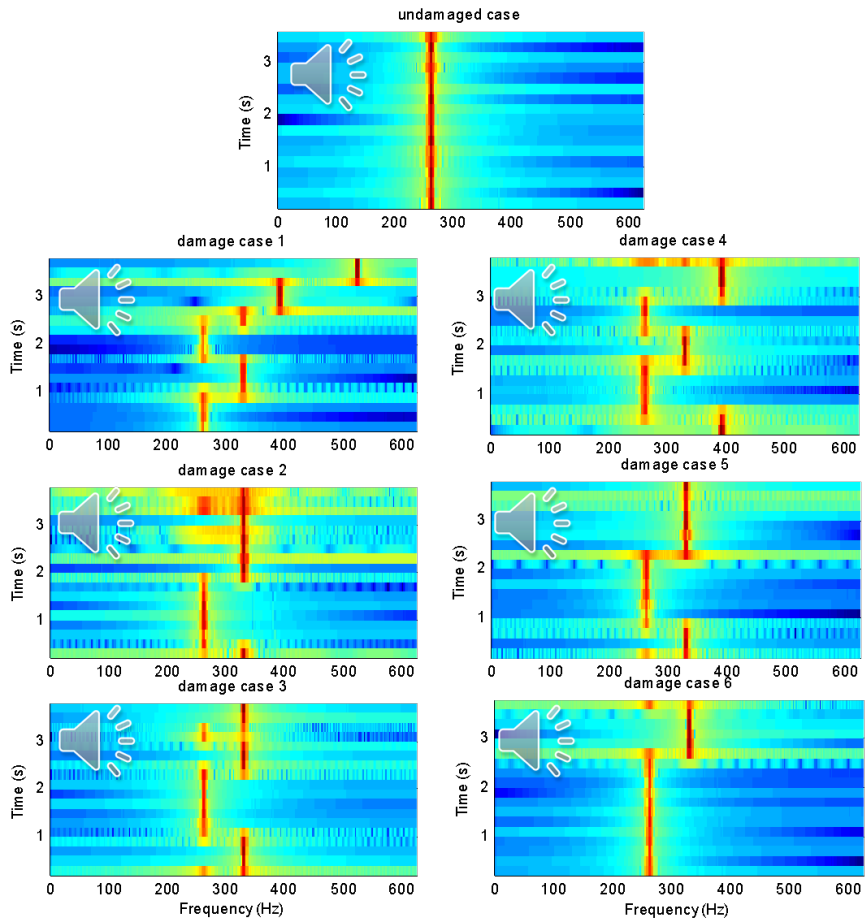 undamaged case
Time (s)
3
2
1
0 100 200 300 400 500 600
damage case 1
Time (s)
3
2
1
0 100 200 300 400 500 600
damage case 4
Time (s)
3
2
1
0 100 200 300 400 500 600
damage case 2
Time (s)
3
2
1
0 100 200 300 400 500 600
damage case 5
Time (s)
3
2
1
0 100 200 300 400 500 600
damage case 3
Time (s)
3
2
1
0 100 200 300 400 500 600
Frequency (Hz)
damage case 6
Time (s)
3
2
1
0 100 200 300 400 500 600
Frequency (Hz)